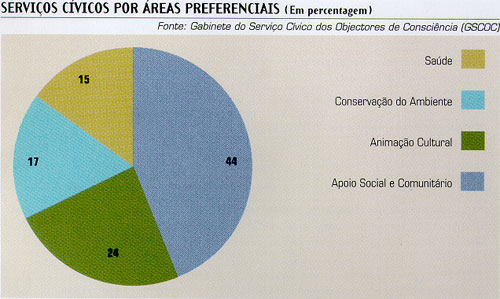 SERVIÇOS CÍVICOS POR ÁREAS PREFERENCIAIS (Em percentagem)
Fonte: Gabinete do Serviço Cívico dos Objectores de Consciência (GSCOC)
Saúde
Conservação do Ambiente
Animação Cultural
Apoio Social e Comunitário
15
17
44
24